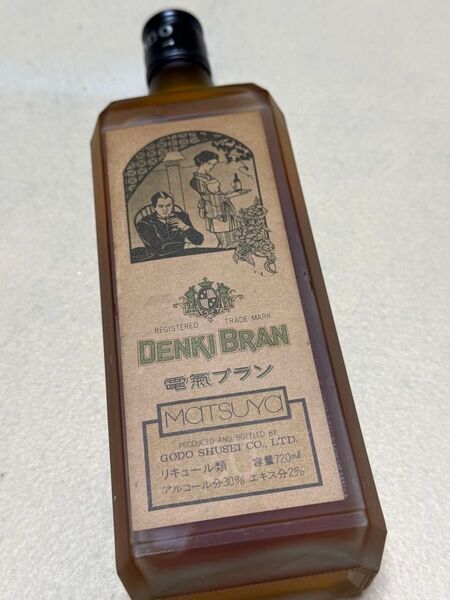 REGISTERED TRADE MARK
DENKI BRAN
電氣ブラン
MATSUYA
PRODUCED AND BOTTLED BY
GODO SHUSEI CO., LTD.
リキュール類 容量720ml
アルコール分30% エキス分2%